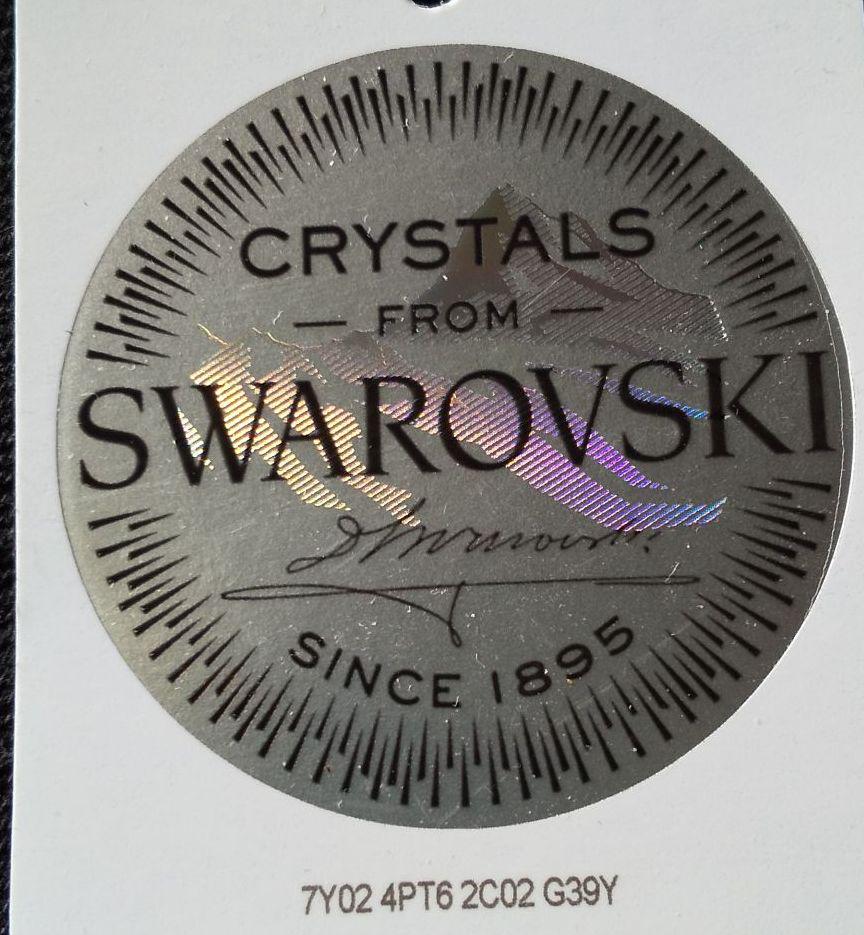 CRYSTALS
— FROM —
SWAROVSKI
SINCE 1895
7Y02 4PT6 2C02 G39Y